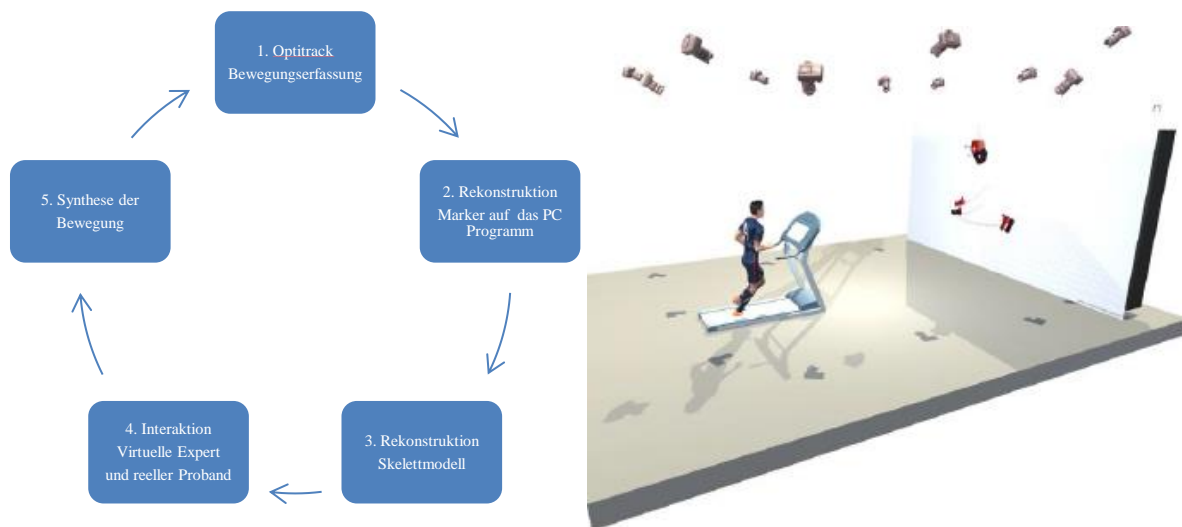 1. Optitrack
Bewegungserfassung
2. Rekonstruktion
Marker auf das PC
Programm
3. Rekonstruktion
Skelettmodell
4. Interaktion
Virtuelle Expert
und reeller Proband
5. Synthese der
Bewegung